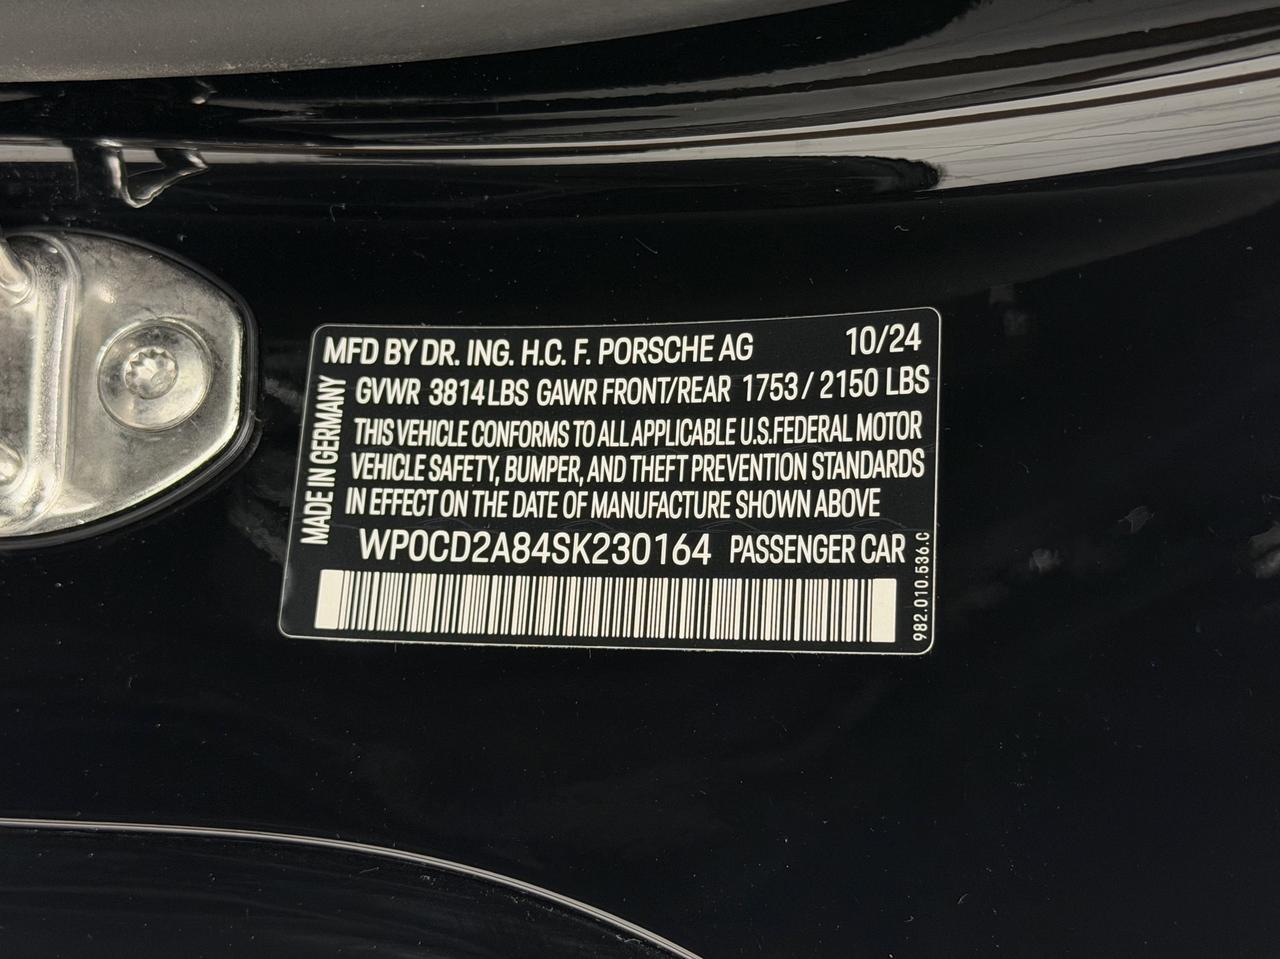 MFD BY DR. ING. H.C. F. PORSCHE AG 10/24
GVWR 3814 LBS GAWR FRONT/REAR 1753 / 2150 LBS
THIS VEHICLE CONFORMS TO ALL APPLICABLE U.S.FEDERAL MOTOR
VEHICLE SAFETY, BUMPER, AND THEFT PREVENTION STANDARDS
IN EFFECT ON THE DATE OF MANUFACTURE SHOWN ABOVE
WP0CD2A84SK230164 PASSENGER CAR
MADE IN GERMANY
982.010.536.C